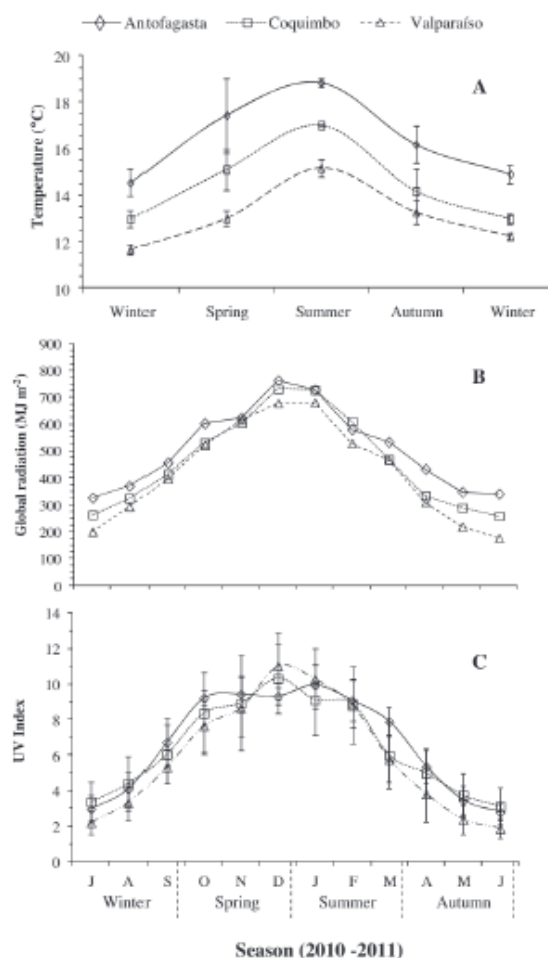 Antofagasta Coquimbo Valparaíso
A
Temperature (°C)
20
18
16
14
12
10
Winter Spring Summer Autumn Winter
B
Global radiation (MJ m⁻²)
900
800
700
600
500
400
300
200
100
0
C
UV Index
14
12
10
8
6
4
2
0
J A S O N D J F M A M J
Winter Spring Summer Autumn
Season (2010 -2011)